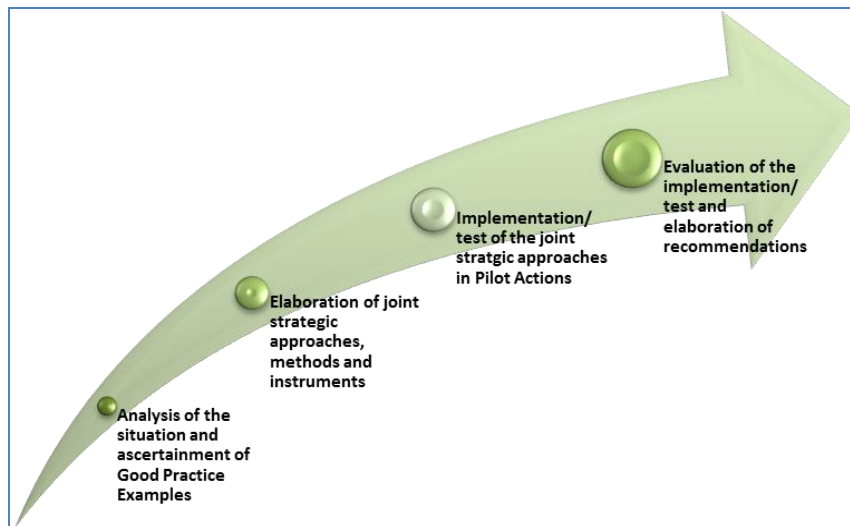 Evaluation of the
implementation/
test and
elaboration of
recommendations
Implementation/
test of the joint
stratgic approaches
in Pilot Actions
Elaboration of joint
strategic
approaches,
methods and
instruments
Analysis of the
situation and
ascertainment of
Good Practice
Examples